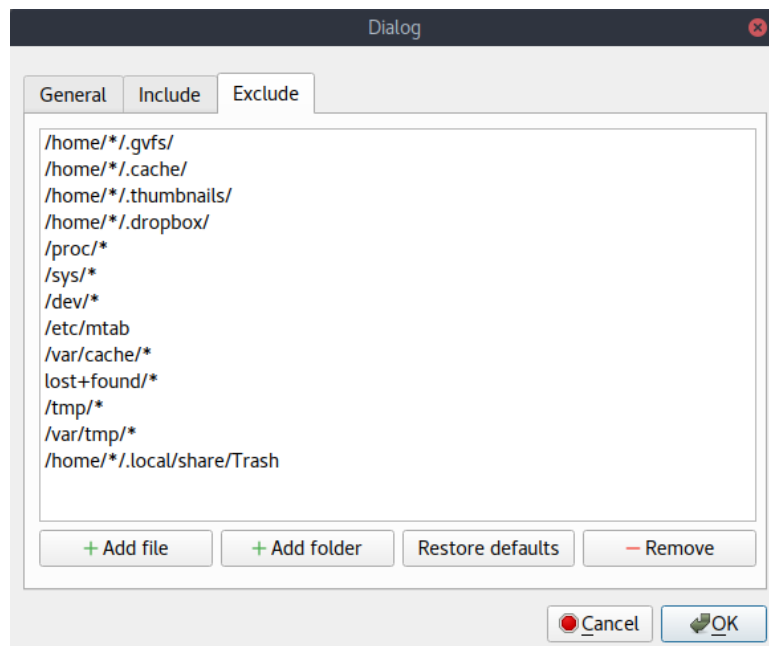 Dialog
General Include Exclude
/home/*/.gvfs/
/home/*/.cache/
/home/*/.thumbnails/
/home/*/.dropbox/
/proc/*
/sys/*
/dev/*
/etc/mtab
/var/cache/*
lost+found/*
/tmp/*
/var/tmp/*
/home/*/.local/share/Trash
+ Add file + Add folder Restore defaults − Remove
Cancel OK